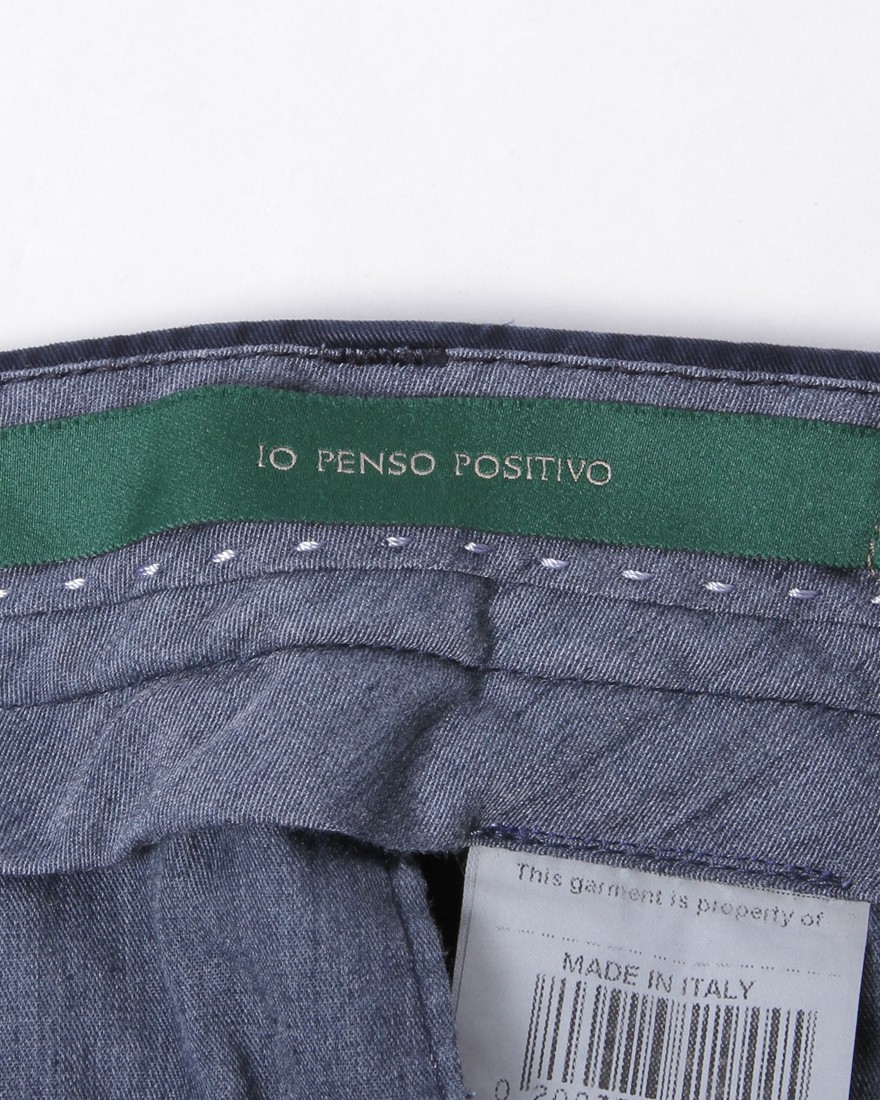 IO PENSO POSITIVO
This garment is property of
MADE IN ITALY